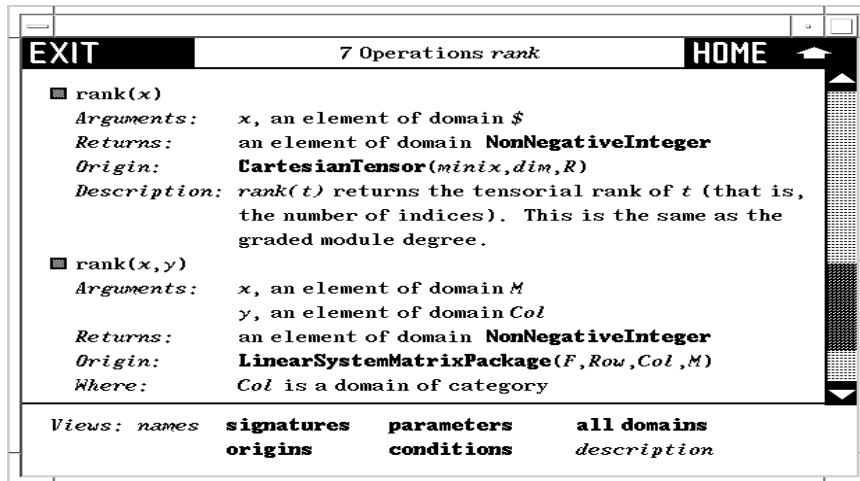 EXIT 7 Operations rank HOME
rank(x)
Arguments: x, an element of domain $
Returns: an element of domain NonNegativeInteger
Origin: CartesianTensor(minix,dim,R)
Description: rank(t) returns the tensorial rank of t (that is,
the number of indices). This is the same as the
graded module degree.
rank(x,y)
Arguments: x, an element of domain M
y, an element of domain Col
Returns: an element of domain NonNegativeInteger
Origin: LinearSystemMatrixPackage(F,Row,Col,M)
Where: Col is a domain of category
Views: names signatures parameters all domains
origins conditions description